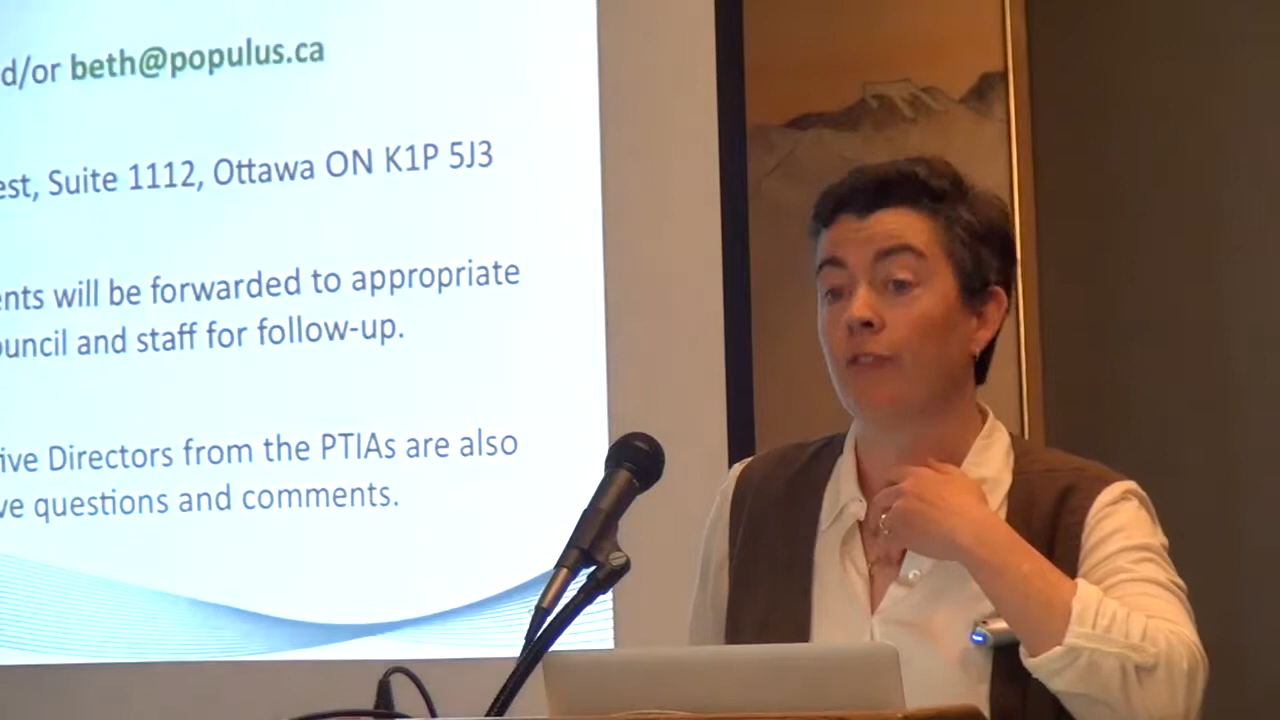 d/or beth@populus.ca
est, Suite 1112, Ottawa ON K1P 5J3
ents will be forwarded to appropriate
ouncil and staff for follow-up.
ive Directors from the PTIAs are also
ve questions and comments.